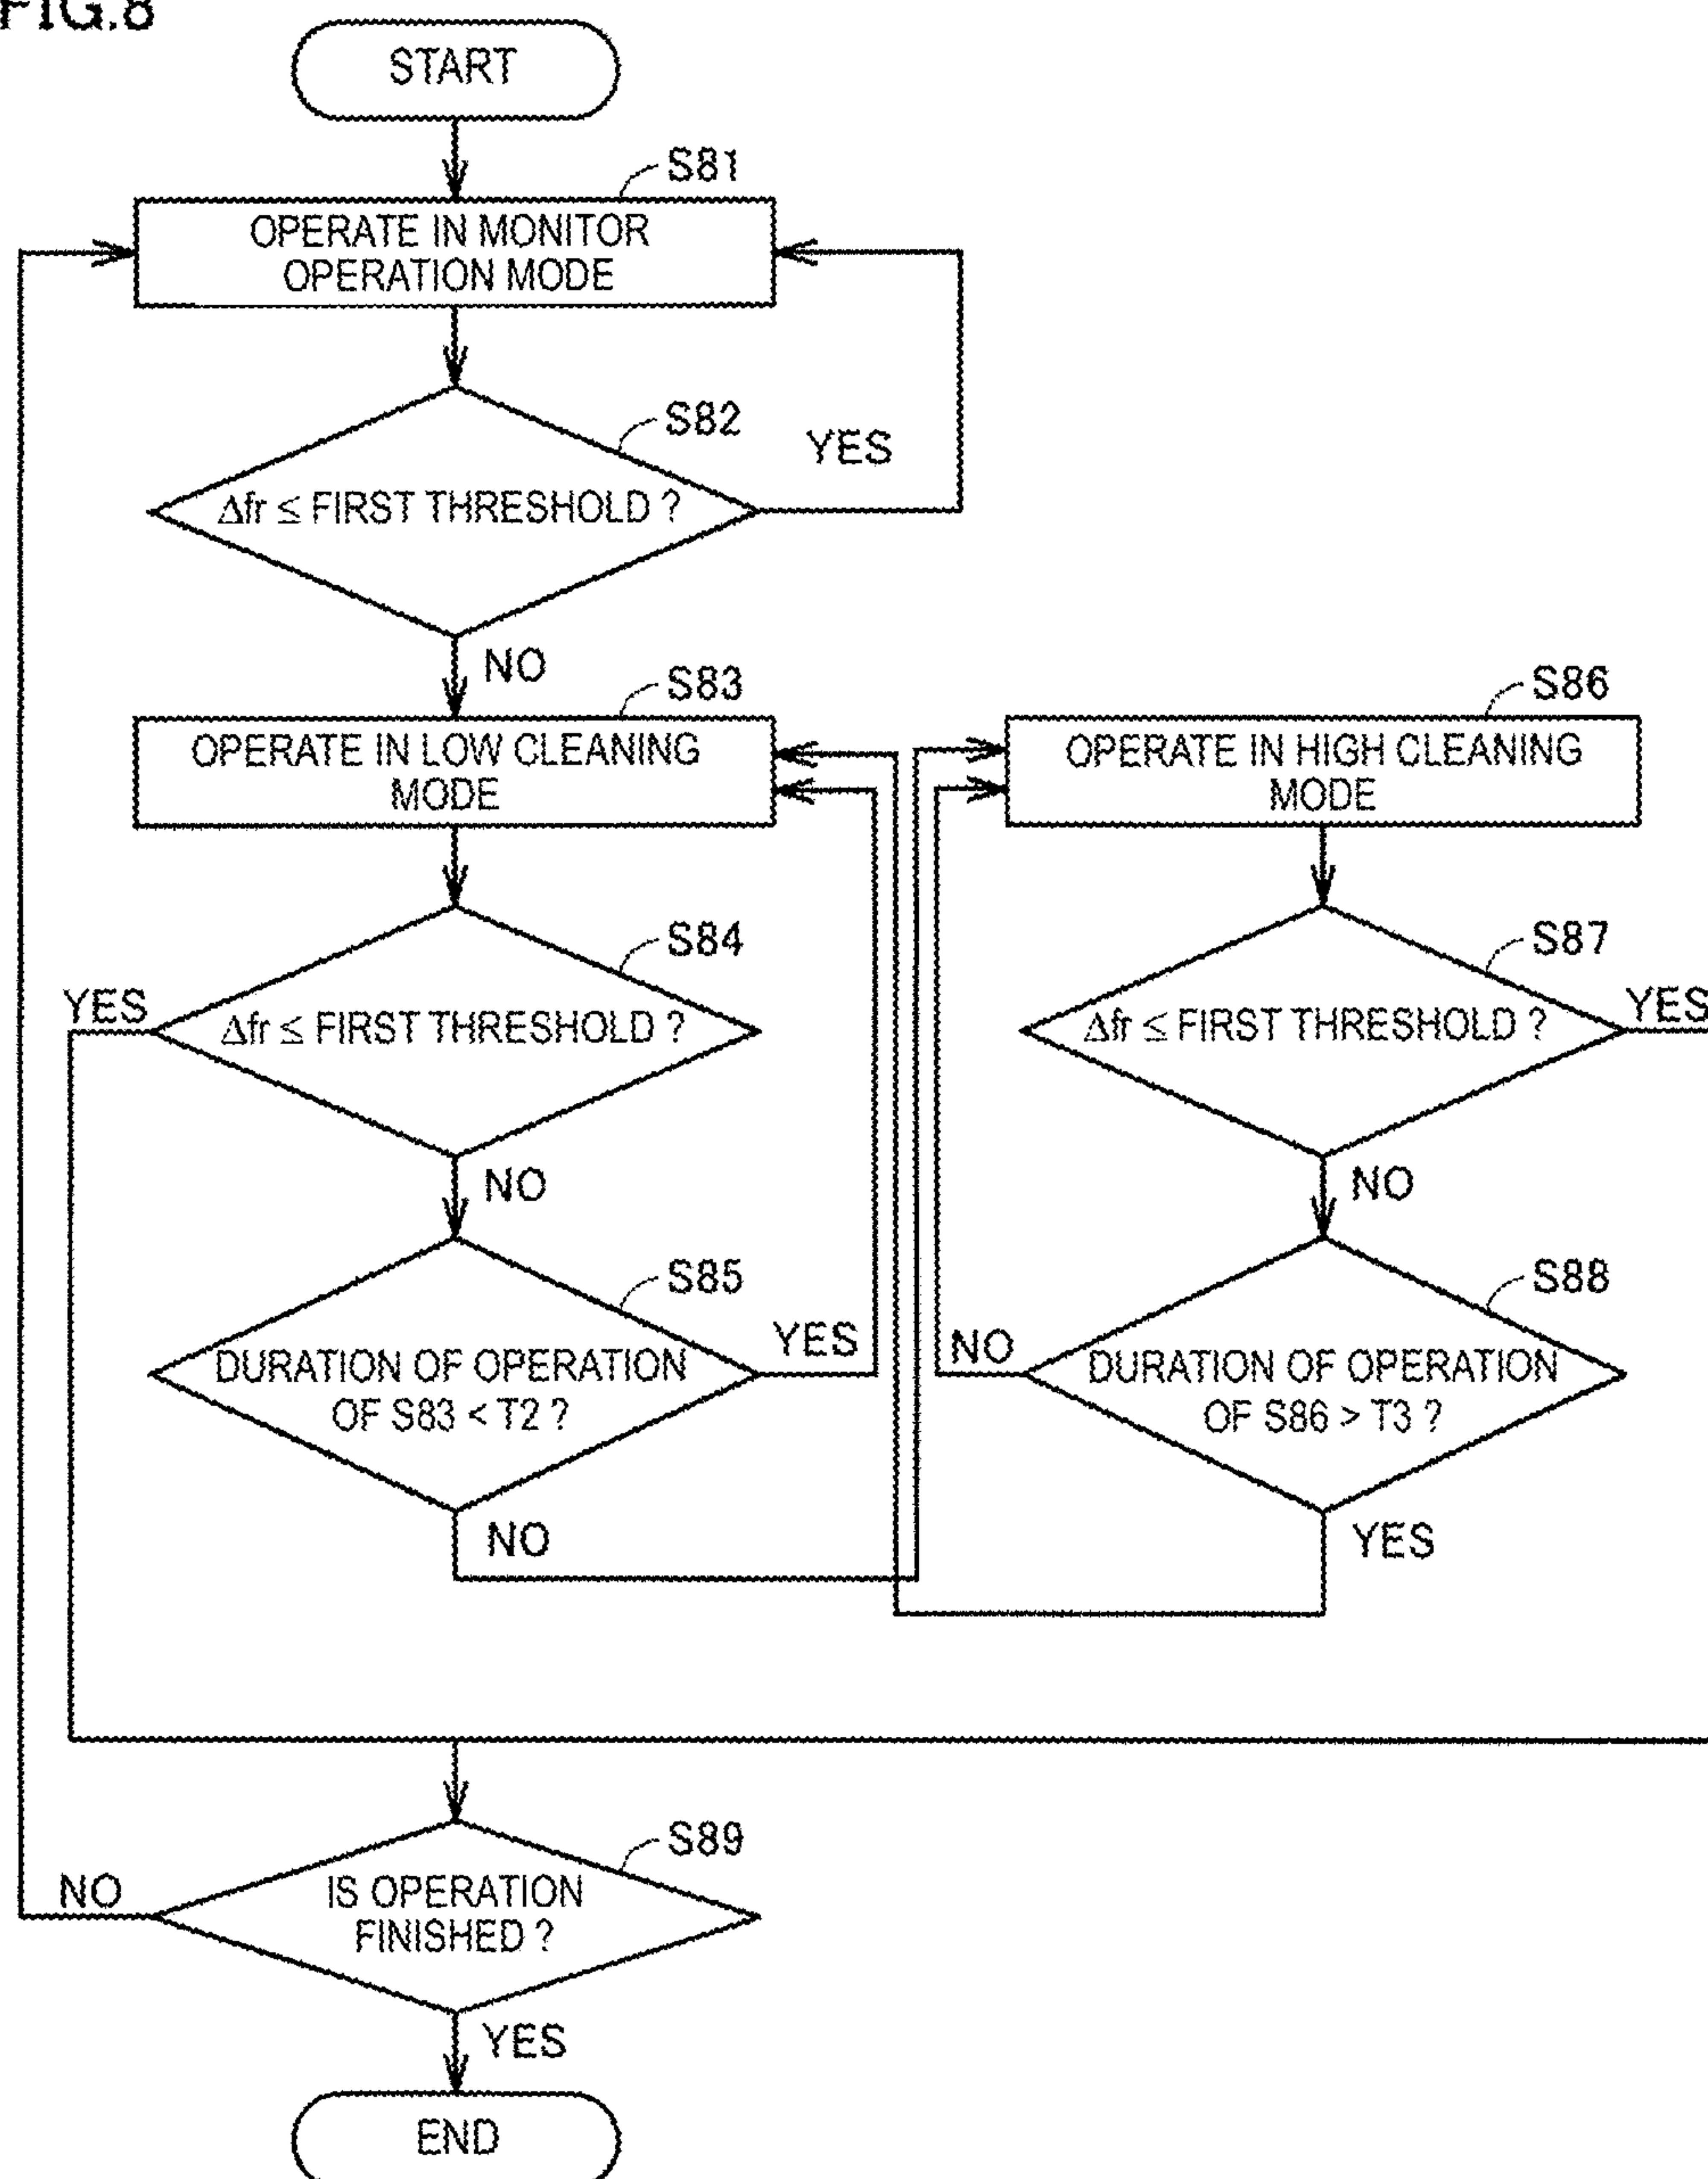 FIG.8
START
S81
OPERATE IN MONITOR
OPERATION MODE
S82
YES
Δfr ≤ FIRST THRESHOLD ?
NO
S83
OPERATE IN LOW CLEANING
MODE
S86
OPERATE IN HIGH CLEANING
MODE
S84
YES
Δfr ≤ FIRST THRESHOLD ?
NO
S87
YES
Δfr ≤ FIRST THRESHOLD ?
NO
S85
YES
DURATION OF OPERATION
OF S83 < T2 ?
NO
S88
NO
DURATION OF OPERATION
OF S86 > T3 ?
YES
S89
NO
IS OPERATION
FINISHED ?
YES
END